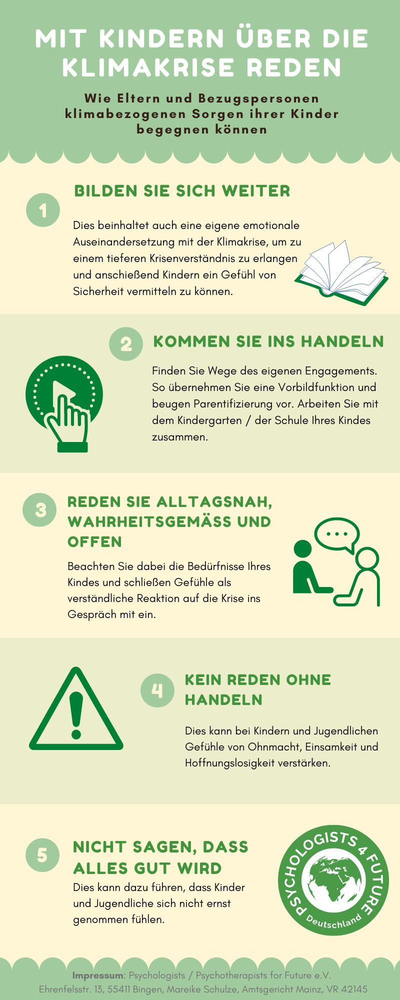 MIT KINDERN ÜBER DIE
KLIMAKRISE REDEN
Wie Eltern und Bezugspersonen
klimabezogenen Sorgen ihrer Kinder
begegnen können
1
BILDEN SIE SICH WEITER
Dies beinhaltet auch eine eigene emotionale
Auseinandersetzung mit der Klimakrise, um zu
einem tieferen Krisenverständnis zu erlangen
und anschießend Kindern ein Gefühl von
Sicherheit vermitteln zu können.
2
KOMMEN SIE INS HANDELN
Finden Sie Wege des eigenen Engagements.
So übernehmen Sie eine Vorbildfunktion und
beugen Parentifizierung vor. Arbeiten Sie mit
dem Kindergarten / der Schule Ihres Kindes
zusammen.
3
REDEN SIE ALLTAGSNAH,
WAHRHEITSGEMÄSS UND
OFFEN
Beachten Sie dabei die Bedürfnisse Ihres
Kindes und schließen Gefühle als
verständliche Reaktion auf die Krise ins
Gespräch mit ein.
4
KEIN REDEN OHNE
HANDELN
Dies kann bei Kindern und Jugendlichen
Gefühle von Ohnmacht, Einsamkeit und
Hoffnungslosigkeit verstärken.
5
NICHT SAGEN, DASS
ALLES GUT WIRD
Dies kann dazu führen, dass Kinder
und Jugendliche sich nicht ernst
genommen fühlen.
PSYCHOLOGISTS 4 FUTURE
Deutschland
Impressum: Psychologists / Psychotherapists for Future e.V.
Ehrenfelsstr. 13, 55411 Bingen, Mareike Schulze, Amtsgericht Mainz, VR 42145